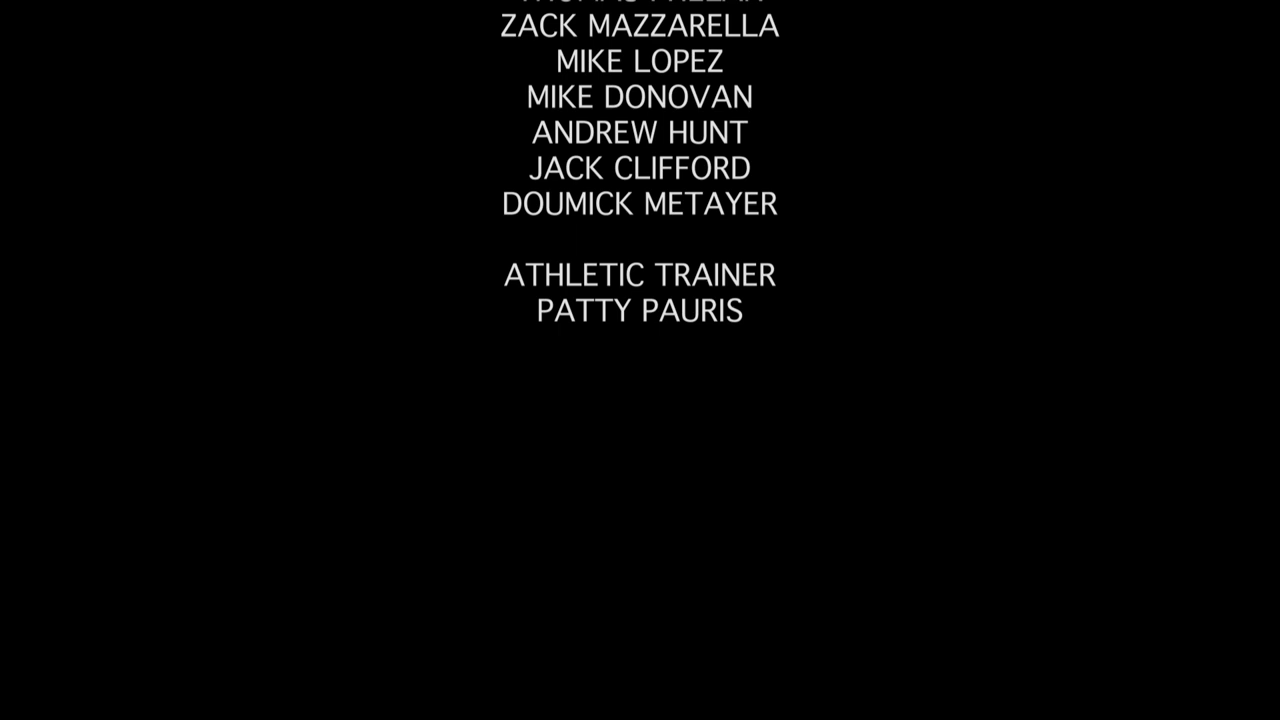 ZACK MAZZARELLA
MIKE LOPEZ
MIKE DONOVAN
ANDREW HUNT
JACK CLIFFORD
DOUMICK METAYER
ATHLETIC TRAINER
PATTY PAURIS